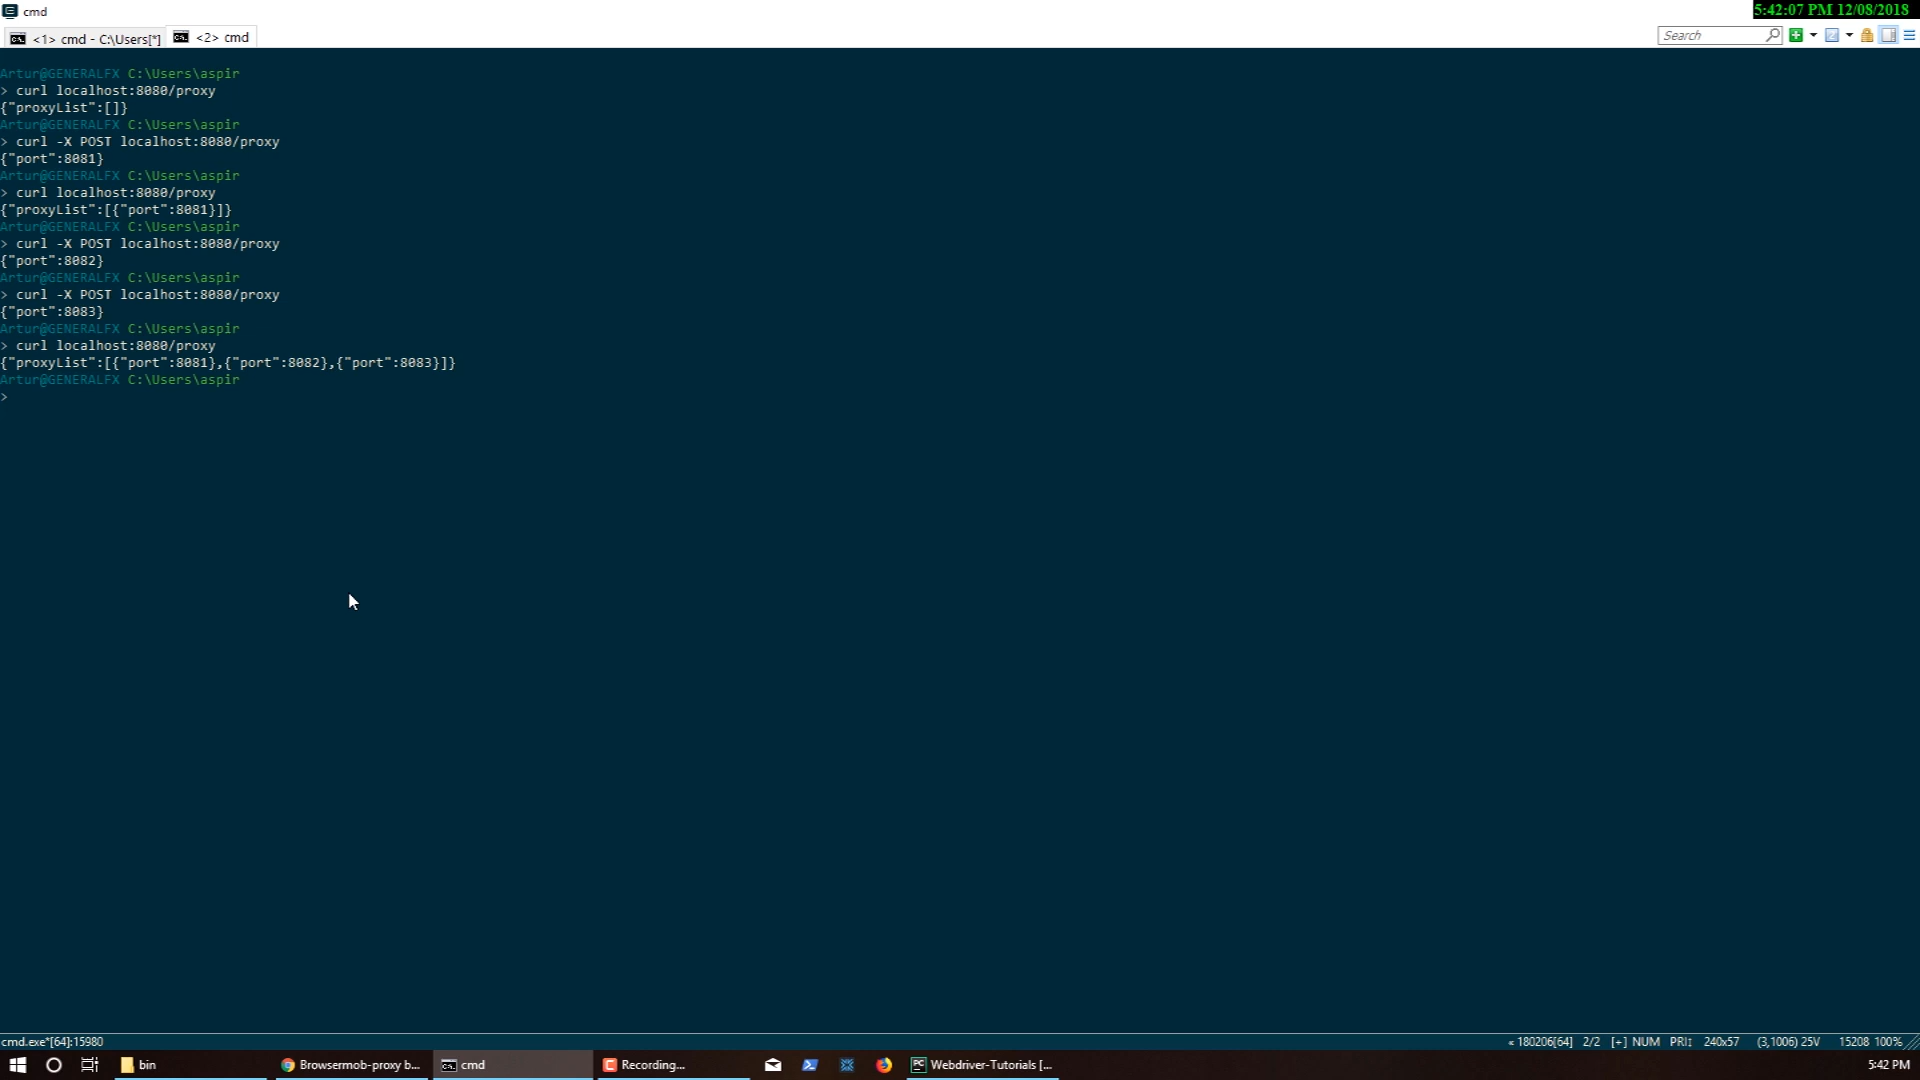 cmd
5:42:07 PM 12/08/2018
<1> cmd - C:\Users[*]
<2> cmd
Search
Artur@GENERALFX C:\Users\aspir
> curl localhost:8080/proxy
{"proxyList":[]}
Artur@GENERALFX C:\Users\aspir
> curl -X POST localhost:8080/proxy
{"port":8081}
Artur@GENERALFX C:\Users\aspir
> curl localhost:8080/proxy
{"proxyList":[{"port":8081}]}
Artur@GENERALFX C:\Users\aspir
> curl -X POST localhost:8080/proxy
{"port":8082}
Artur@GENERALFX C:\Users\aspir
> curl -X POST localhost:8080/proxy
{"port":8083}
Artur@GENERALFX C:\Users\aspir
> curl localhost:8080/proxy
{"proxyList":[{"port":8081},{"port":8082},{"port":8083}]}
Artur@GENERALFX C:\Users\aspir
>
cmd.exe*[64]:15980
« 180206[64] 2/2 [+] NUM PRI↕ 240x57 (3,1006) 25V 15208 100%
bin
Browsermob-proxy b...
cmd
Recording...
Webdriver-Tutorials [...
5:42 PM